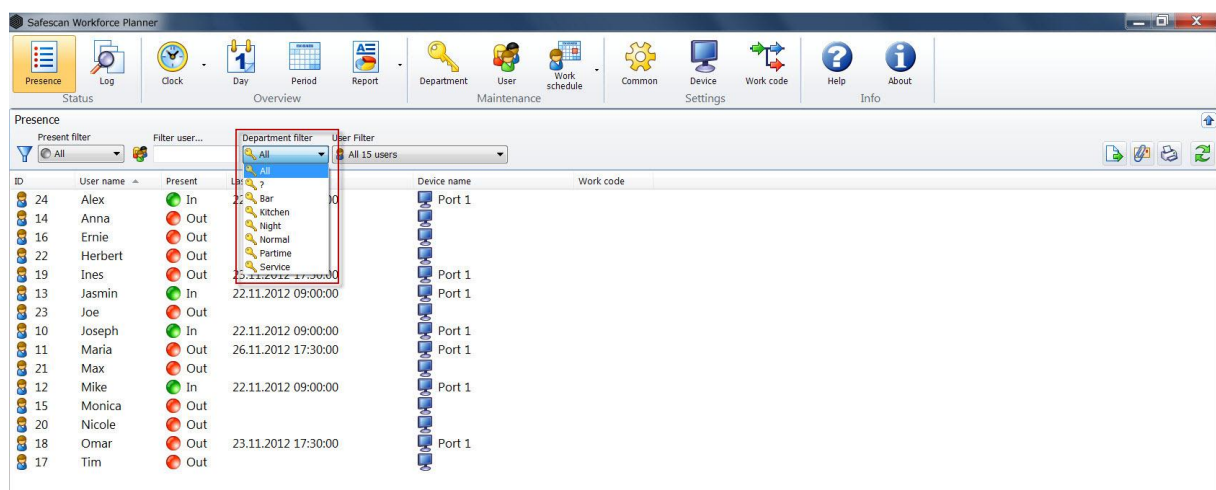 Safescan Workforce Planner
Presence Log Clock Day Period Report Department User Work schedule Common Device Work code Help About
Status Overview Maintenance Settings Info
Presence
Present filter Filter user... Department filter User Filter
All All All 15 users
ID User name Present Device name Work code
All
?
Bar
Kitchen
Night
Normal
Partime
Service
24 Alex In Port 1
14 Anna Out
16 Ernie Out
22 Herbert Out
19 Ines Out 23.11.2012 17:30:00 Port 1
13 Jasmin In 22.11.2012 09:00:00 Port 1
23 Joe Out
10 Joseph In 22.11.2012 09:00:00 Port 1
11 Maria Out 26.11.2012 17:30:00 Port 1
21 Max Out
12 Mike In 22.11.2012 09:00:00 Port 1
15 Monica Out
20 Nicole Out
18 Omar Out 23.11.2012 17:30:00 Port 1
17 Tim Out